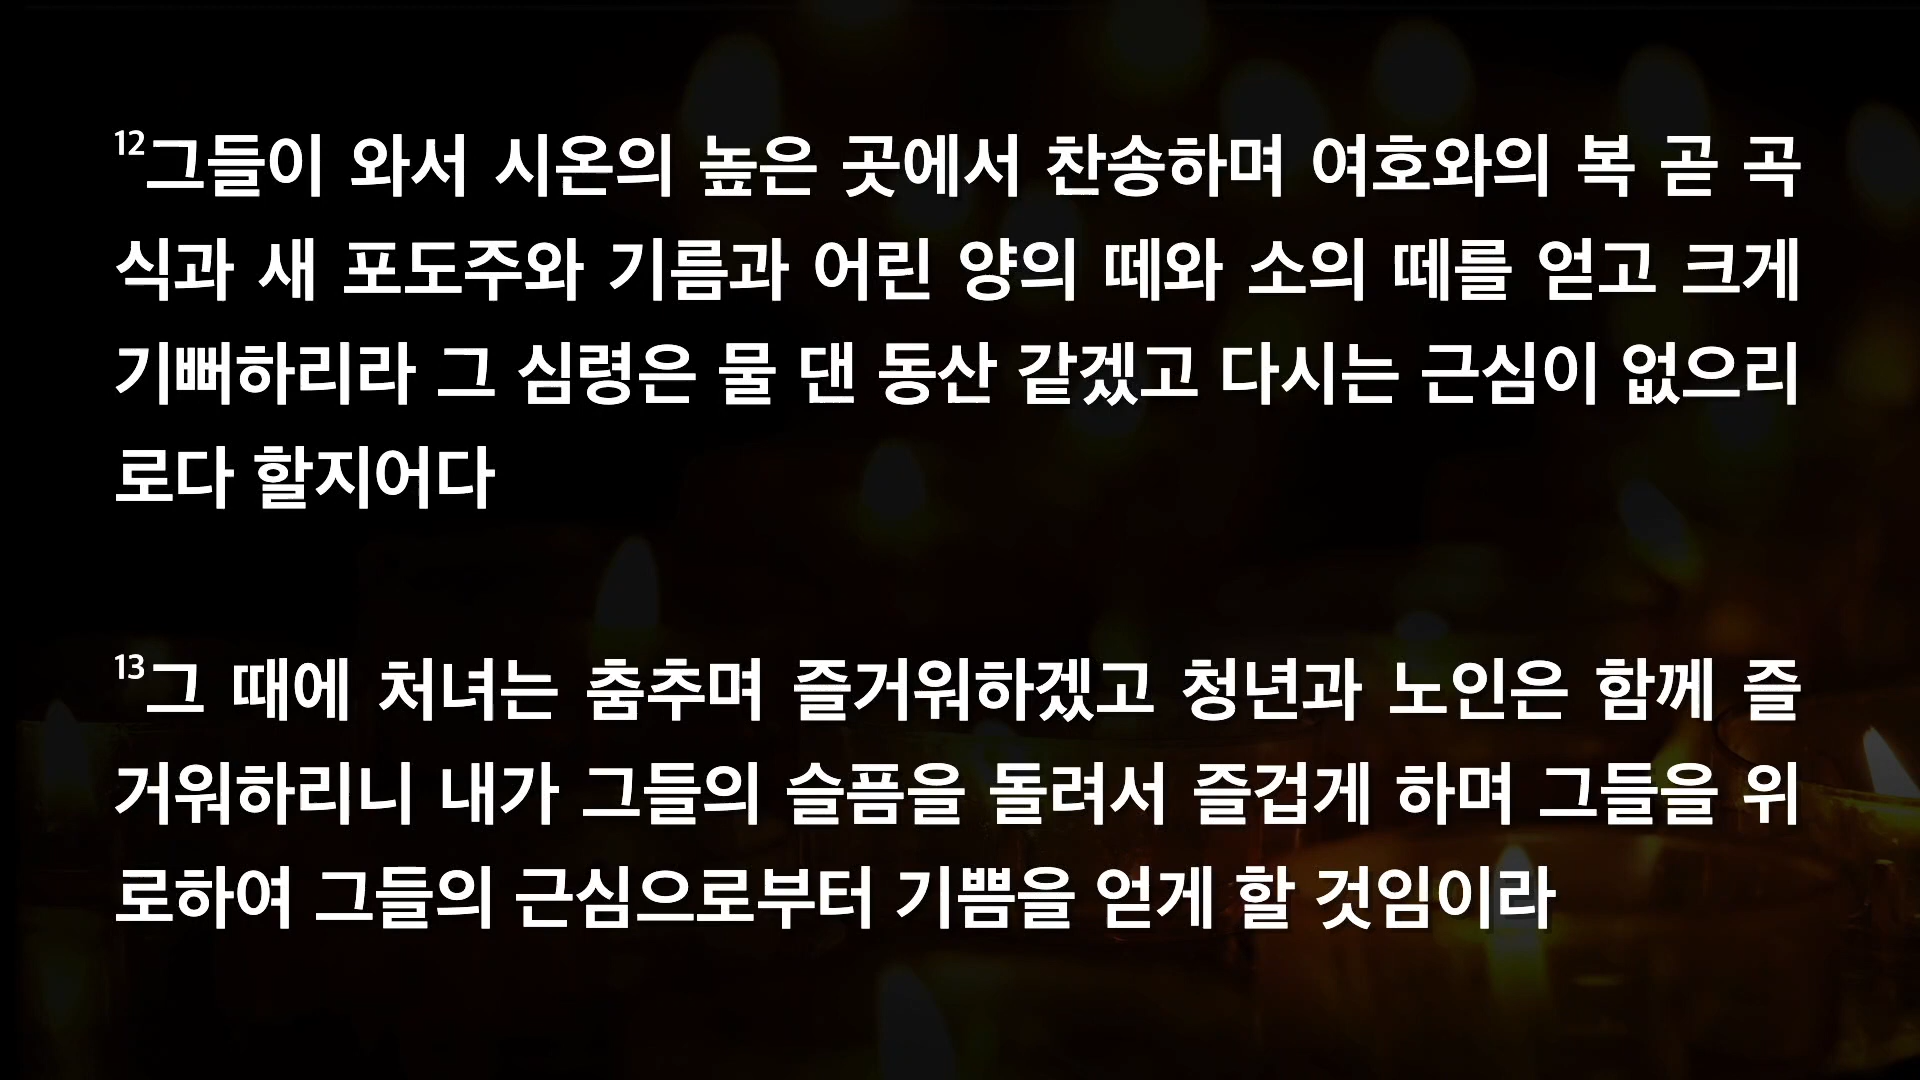 12그들이 와서 시온의 높은 곳에서 찬송하며 여호와의 복 곧 곡
식과 새 포도주와 기름과 어린 양의 떼와 소의 떼를 얻고 크게
기뻐하리라 그 심령은 물 댄 동산 같겠고 다시는 근심이 없으리
로다 할지어다
13그 때에 처녀는 춤추며 즐거워하겠고 청년과 노인은 함께 즐
거워하리니 내가 그들의 슬픔을 돌려서 즐겁게 하며 그들을 위
로하여 그들의 근심으로부터 기쁨을 얻게 할 것임이라